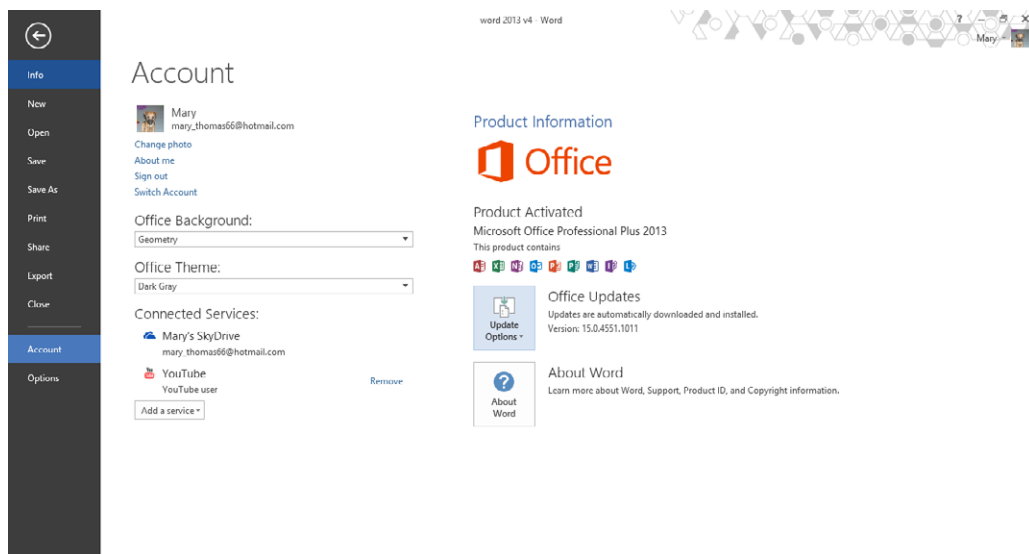 word 2013 v4 - Word
?
Mary
Info
New
Open
Save
Save As
Print
Share
Export
Close
Account
Options
Account
Mary
mary_thomas66@hotmail.com
Change photo
About me
Sign out
Switch Account
Office Background:
Geometry
Office Theme:
Dark Gray
Connected Services:
Mary's SkyDrive
mary_thomas66@hotmail.com
YouTube
YouTube user
Remove
Add a service
Product Information
Office
Product Activated
Microsoft Office Professional Plus 2013
This product contains
Update
Options
Office Updates
Updates are automatically downloaded and installed.
Version: 15.0.4551.1011
About
Word
About Word
Learn more about Word, Support, Product ID, and Copyright information.